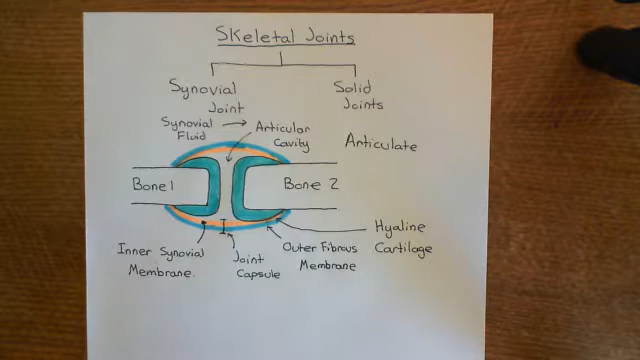 Skeletal Joints
Synovial
Joint
Solid
Joints
Synovial
Fluid
Articular
Cavity
Articulate
Bone 1
Bone 2
Hyaline
Cartilage
Inner Synovial
Membrane.
Joint
Capsule
Outer Fibrous
Membrane